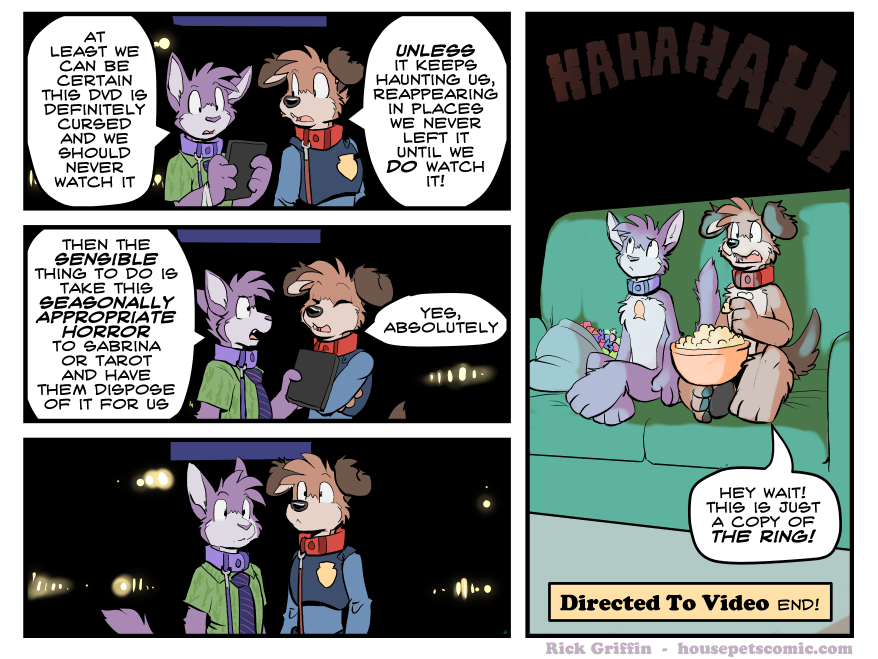 AT
LEAST WE
CAN BE
CERTAIN
THIS DVD IS
DEFINITELY
CURSED
AND WE
SHOULD
NEVER
WATCH IT
UNLESS
IT KEEPS
HAUNTING US,
REAPPEARING
IN PLACES
WE NEVER
LEFT IT
UNTIL WE
DO WATCH
IT!
THEN THE
SENSIBLE
THING TO DO IS
TAKE THIS
SEASONALLY
APPROPRIATE
HORROR
TO SABRINA
OR TAROT
AND HAVE
THEM DISPOSE
OF IT FOR US
YES,
ABSOLUTELY
HAHAHAH
HEY WAIT!
THIS IS JUST
A COPY OF
THE RING!
Directed To Video END!
Rick Griffin - housepetscomic.com